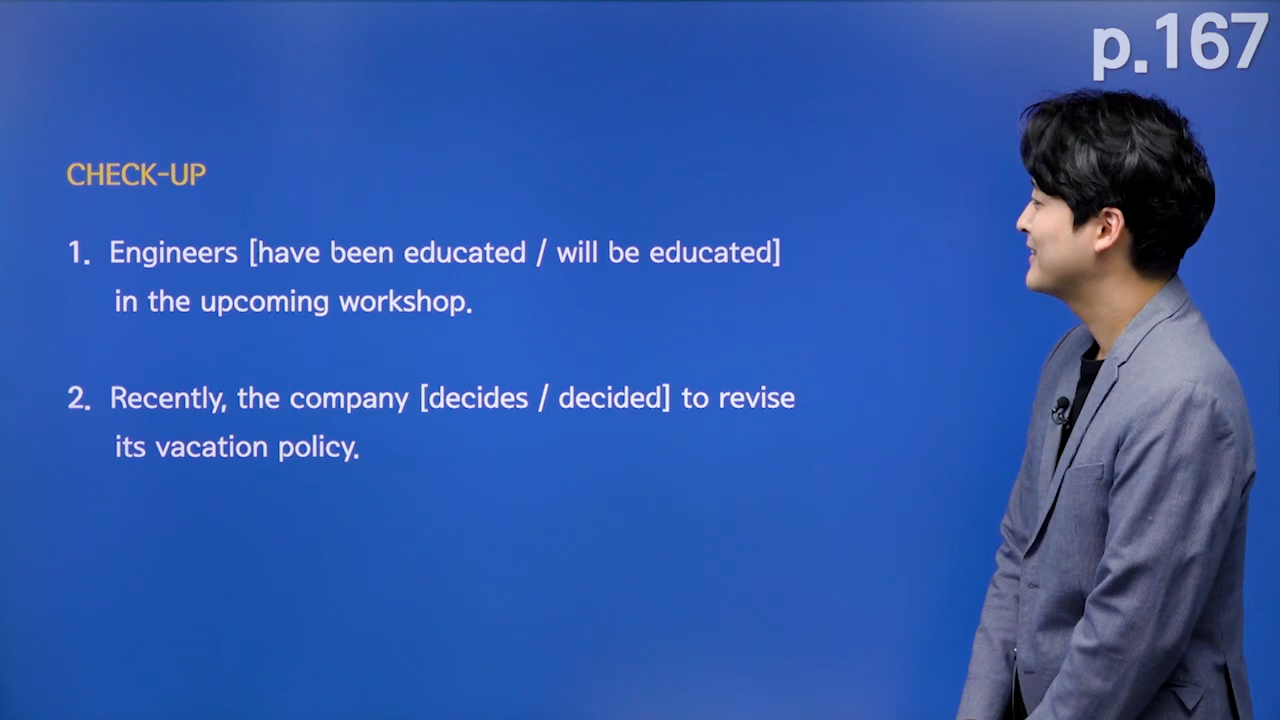 p.167
CHECK-UP
1. Engineers [have been educated / will be educated]
in the upcoming workshop.
2. Recently, the company [decides / decided] to revise
its vacation policy.